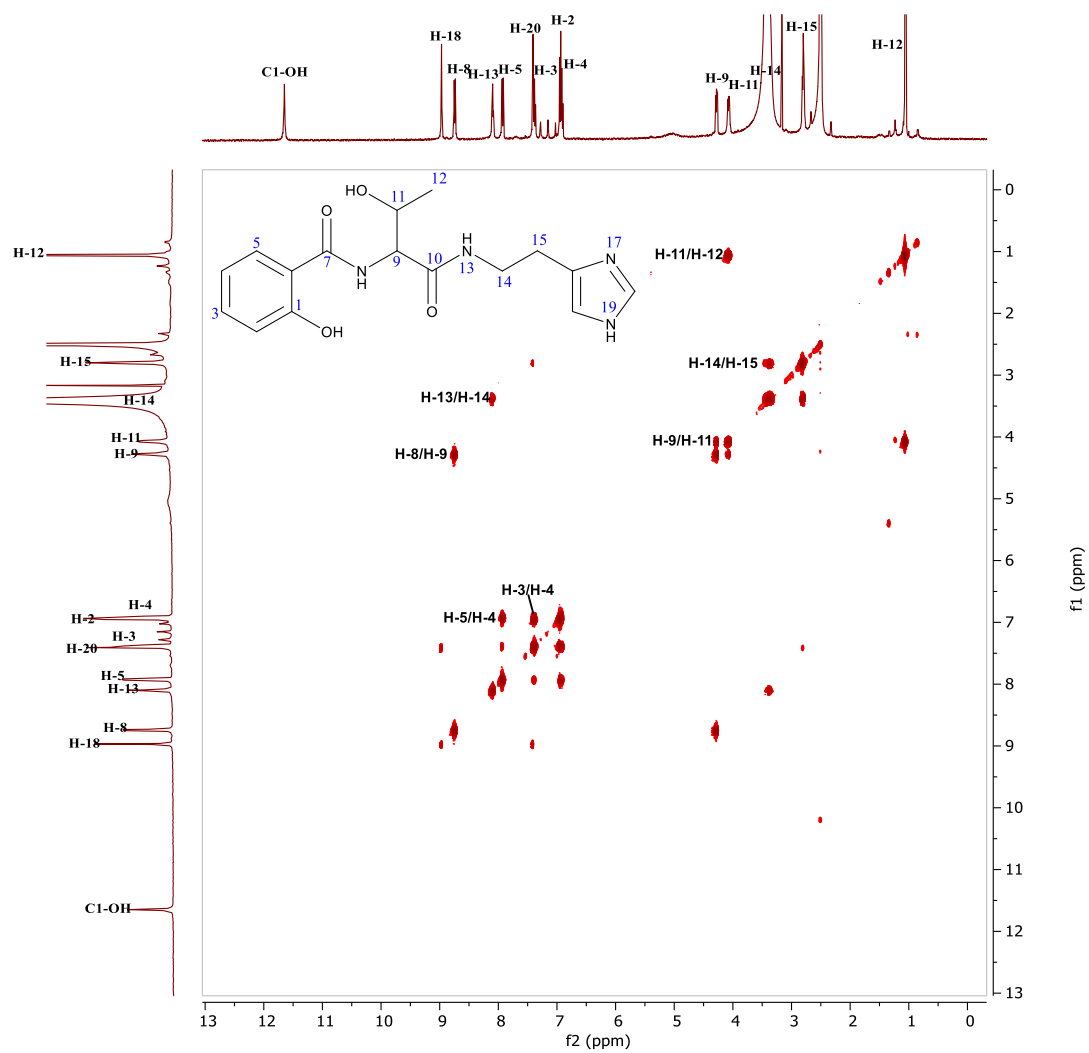 H-18
H-20
H-2
H-15
C1-OH
H-8
H-13
H-5
H-3
H-4
H-9
H-11
H-14
H-12
H-12
H-15
H-14
H-11
H-9
H-4
H-2
H-3
H-20
H-5
H-13
H-8
H-18
C1-OH
HO
12
11
O
5
7
N
H
9
10
O
H
N
13
14
15
N
17
N
H
19
3
1
OH
H-11/H-12
H-14/H-15
H-13/H-14
H-8/H-9
H-9/H-11
H-3/H-4
H-5/H-4
0
1
2
3
4
5
6
7
8
9
10
11
12
13
f1 (ppm)
13 12 11 10 9 8 7 6 5 4 3 2 1 0
f2 (ppm)